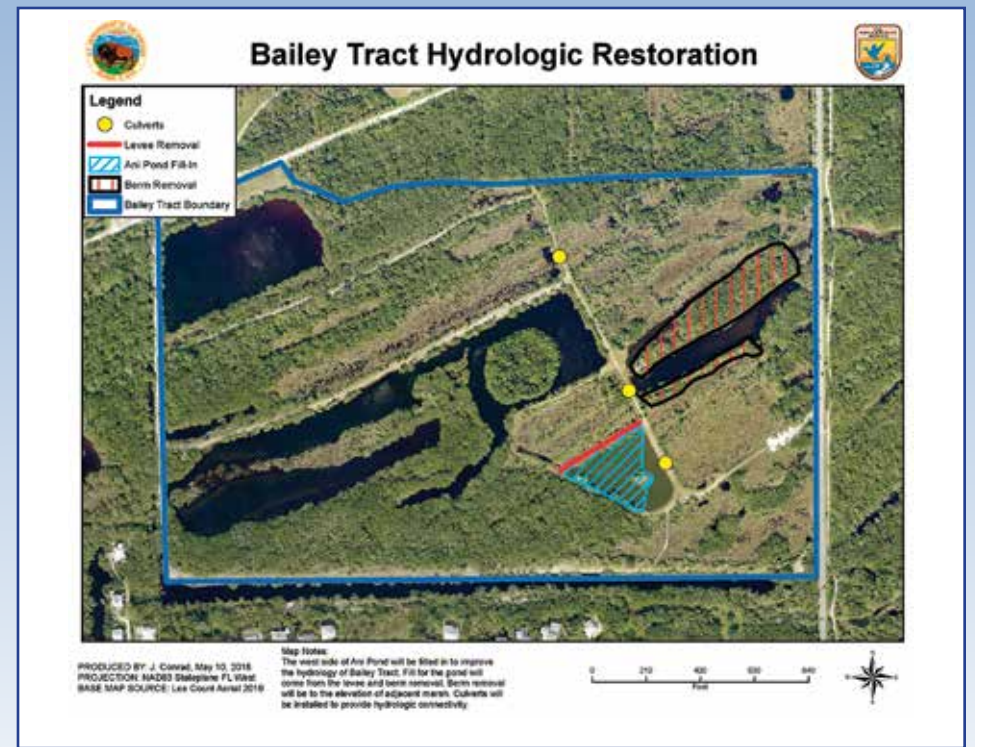 Bailey Tract Hydrologic Restoration
Legend
Culverts
Levee Removal
Ani Pond Fill-In
Berm Removal
Bailey Tract Boundary
PRODUCED BY: J. Conrad, May 10, 2016
PROJECTION: NAD83 Stateplane FL West
BASE MAP SOURCE: Lee Count Aerial 2016
Map Notes:
The west side of Ani Pond will be filled in to improve
the hydrology of Bailey Tract. Fill for the pond will
come from the levee and berm removal. Berm removal
will be to the elevation of adjacent marsh. Culverts will
be installed to provide hydrologic connectivity.
0 210 420 840
Feet
N